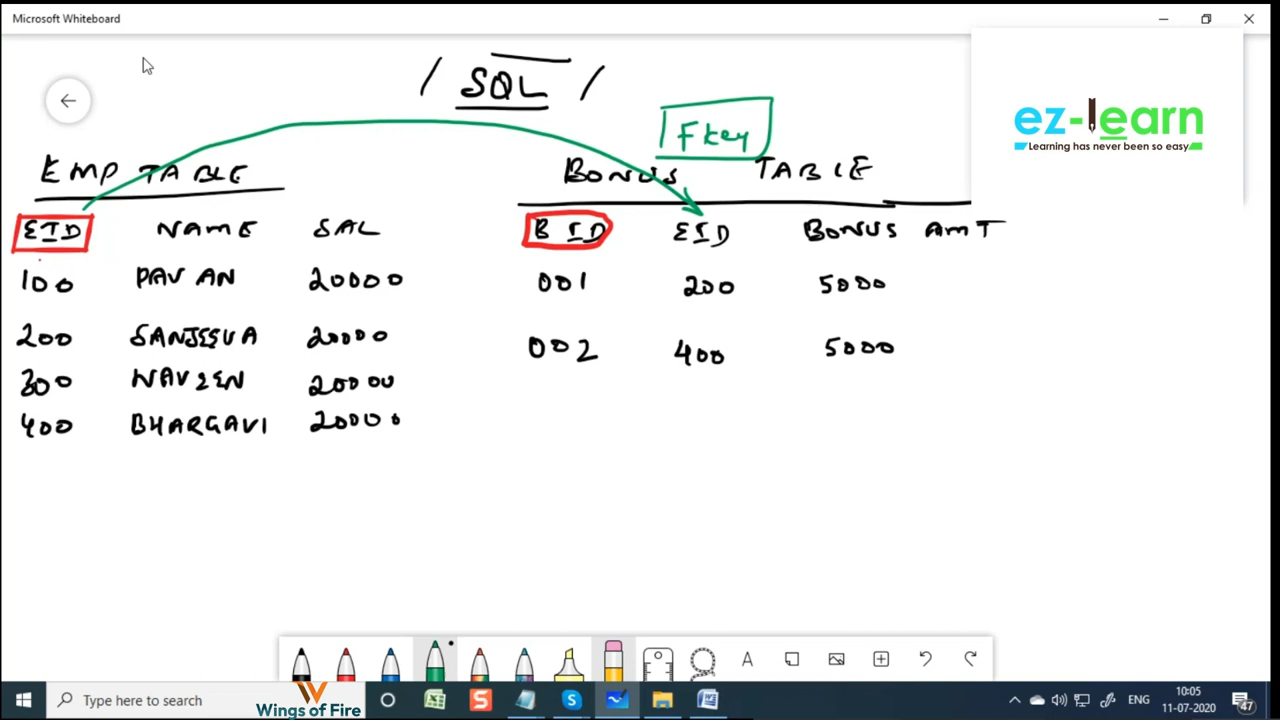 Microsoft Whiteboard
/ SQL /
ez-learn
Learning has never been so easy
Fkey
EMP TABLE
BONUS TABLE
EID NAME SAL
BID EID BONUS AMT
100 PAVAN 20000
001 200 5000
200 SANJEEVA 20000
002 400 5000
300 NAVEEN 20000
400 BHARGAVI 20000
Type here to search
Wings of Fire
ENG
10:05
11-07-2020
47